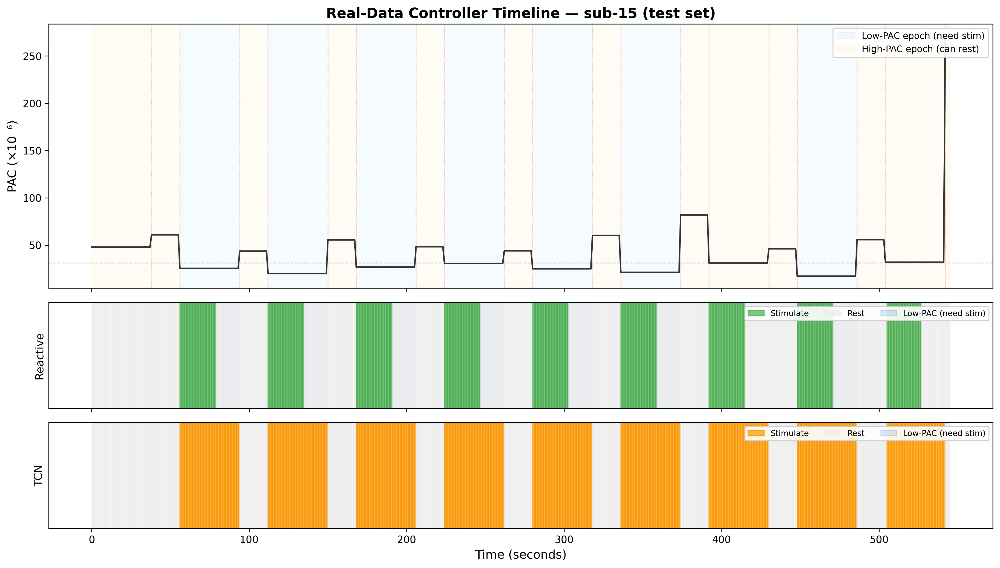 Real-Data Controller Timeline — sub-15 (test set)
PAC (×10⁻⁶)
250
200
150
100
50
Low-PAC epoch (need stim)
High-PAC epoch (can rest)
Reactive
Stimulate Rest Low-PAC (need stim)
TCN
Stimulate Rest Low-PAC (need stim)
0 100 200 300 400 500
Time (seconds)